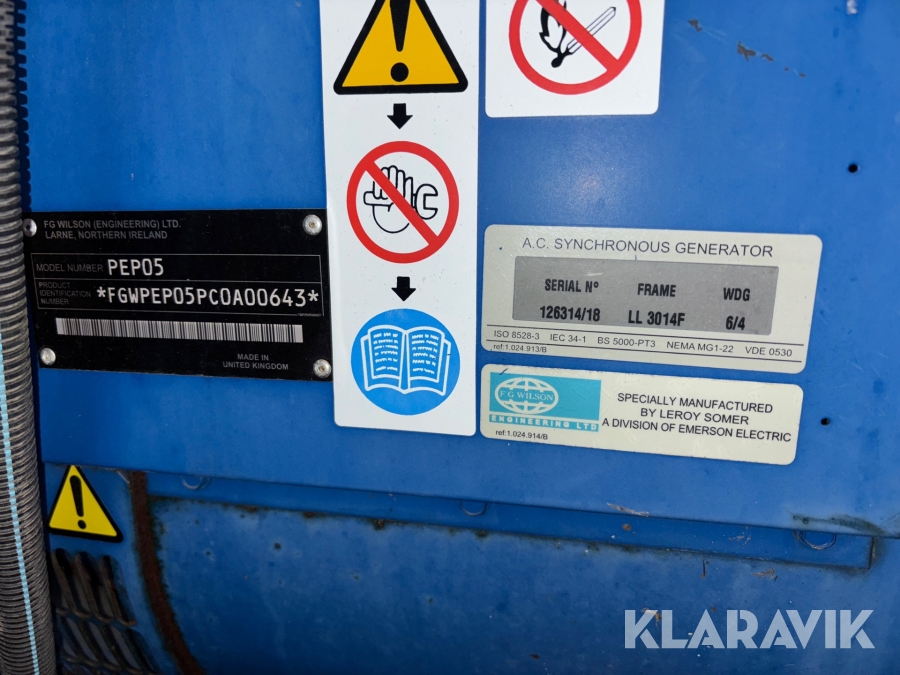 FG WILSON (ENGINEERING) LTD.
LARNE, NORTHERN IRELAND
MODEL NUMBER PEP05
PRODUCT
IDENTIFICATION
NUMBER
*FGWPEP05PC0A00643*
MADE IN
UNITED KINGDOM
A.C. SYNCHRONOUS GENERATOR
SERIAL Nº FRAME WDG
126314/18 LL 3014F 6/4
ISO 8528-3 IEC 34-1 BS 5000-PT3 NEMA MG1-22 VDE 0530
ref:1.024.913/B
F G WILSON
ENGINEERING LTD
ref:1.024.914/B
SPECIALLY MANUFACTURED
BY LEROY SOMER
A DIVISION OF EMERSON ELECTRIC
KLARAVIK